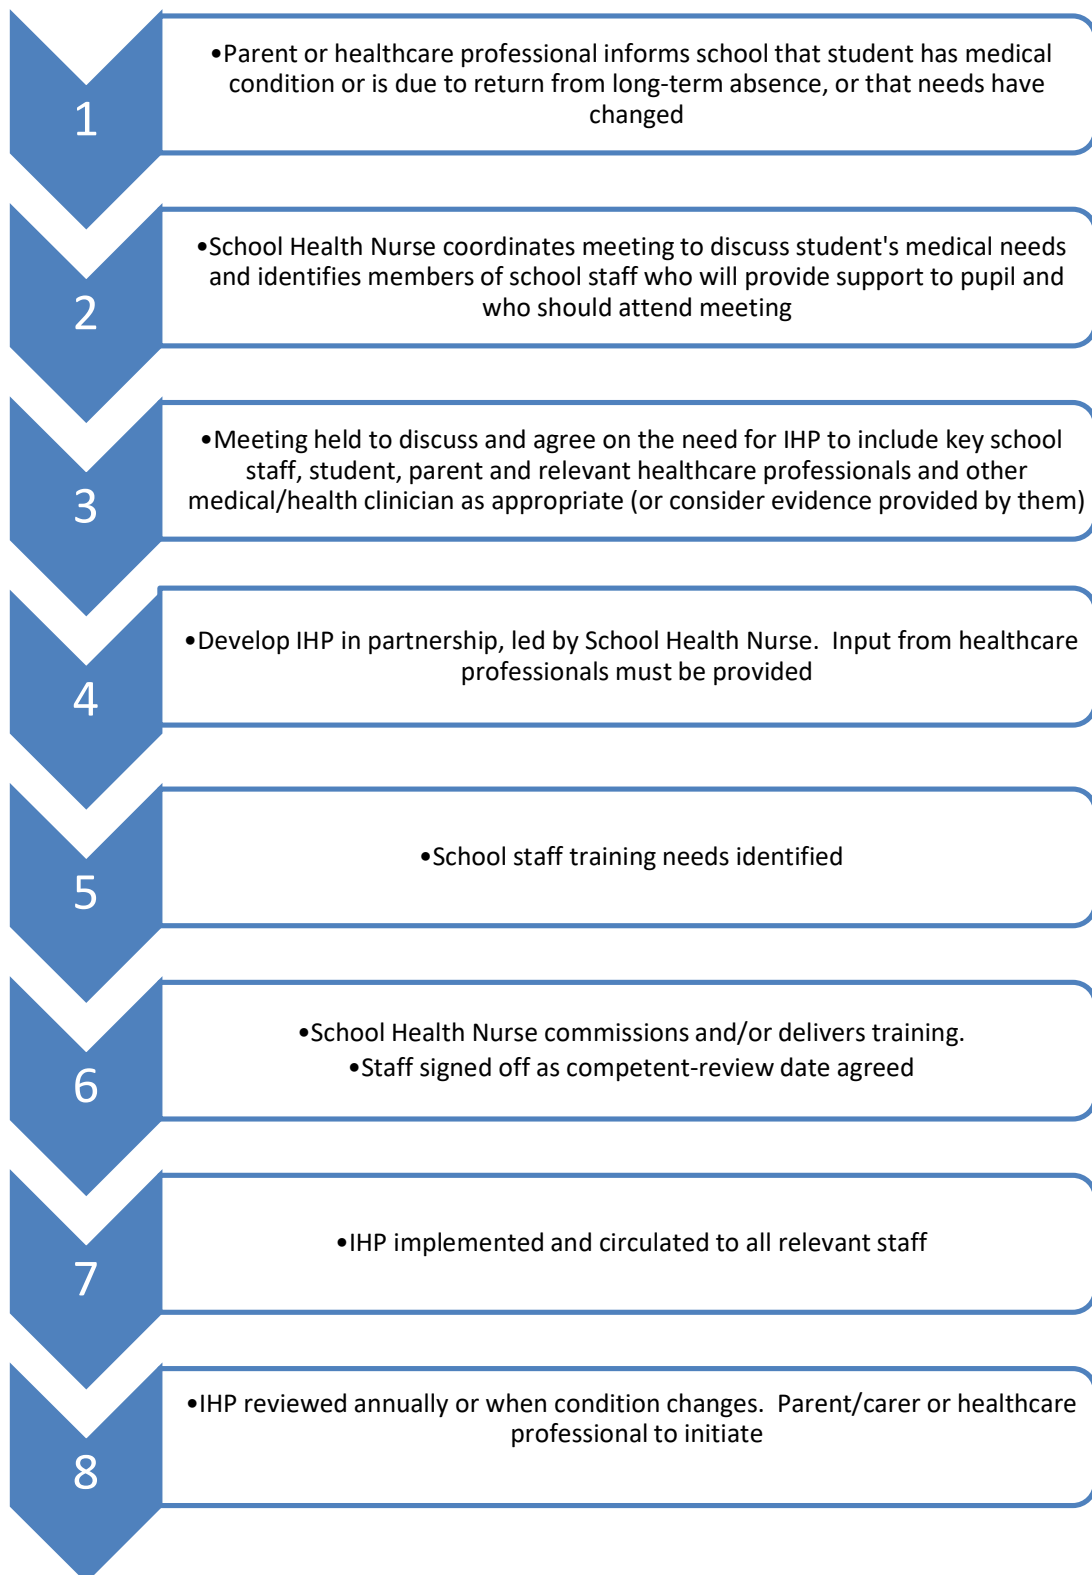 1
•Parent or healthcare professional informs school that student has medical
condition or is due to return from long-term absence, or that needs have
changed
2
•School Health Nurse coordinates meeting to discuss student's medical needs
and identifies members of school staff who will provide support to pupil and
who should attend meeting
3
•Meeting held to discuss and agree on the need for IHP to include key school
staff, student, parent and relevant healthcare professionals and other
medical/health clinician as appropriate (or consider evidence provided by them)
4
•Develop IHP in partnership, led by School Health Nurse.  Input from healthcare
professionals must be provided
5
•School staff training needs identified
6
•School Health Nurse commissions and/or delivers training.
•Staff signed off as competent-review date agreed
7
•IHP implemented and circulated to all relevant staff
8
•IHP reviewed annually or when condition changes.  Parent/carer or healthcare
professional to initiate